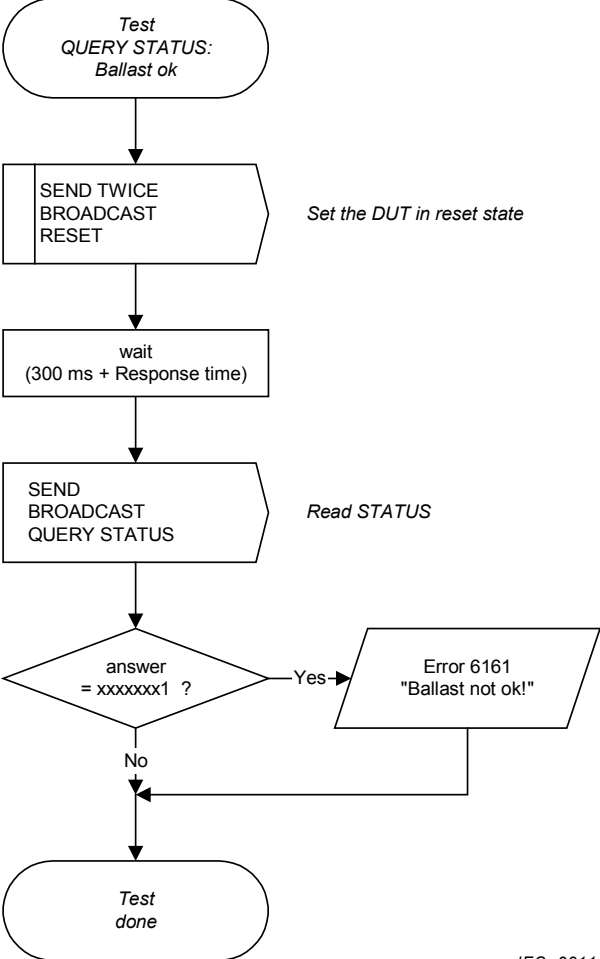 Test
QUERY STATUS:
Ballast ok
SEND TWICE
BROADCAST
RESET
Set the DUT in reset state
wait
(300 ms + Response time)
SEND
BROADCAST
QUERY STATUS
Read STATUS
answer
= xxxxxxx1 ?
Yes
Error 6161
"Ballast not ok!"
No
Test
done